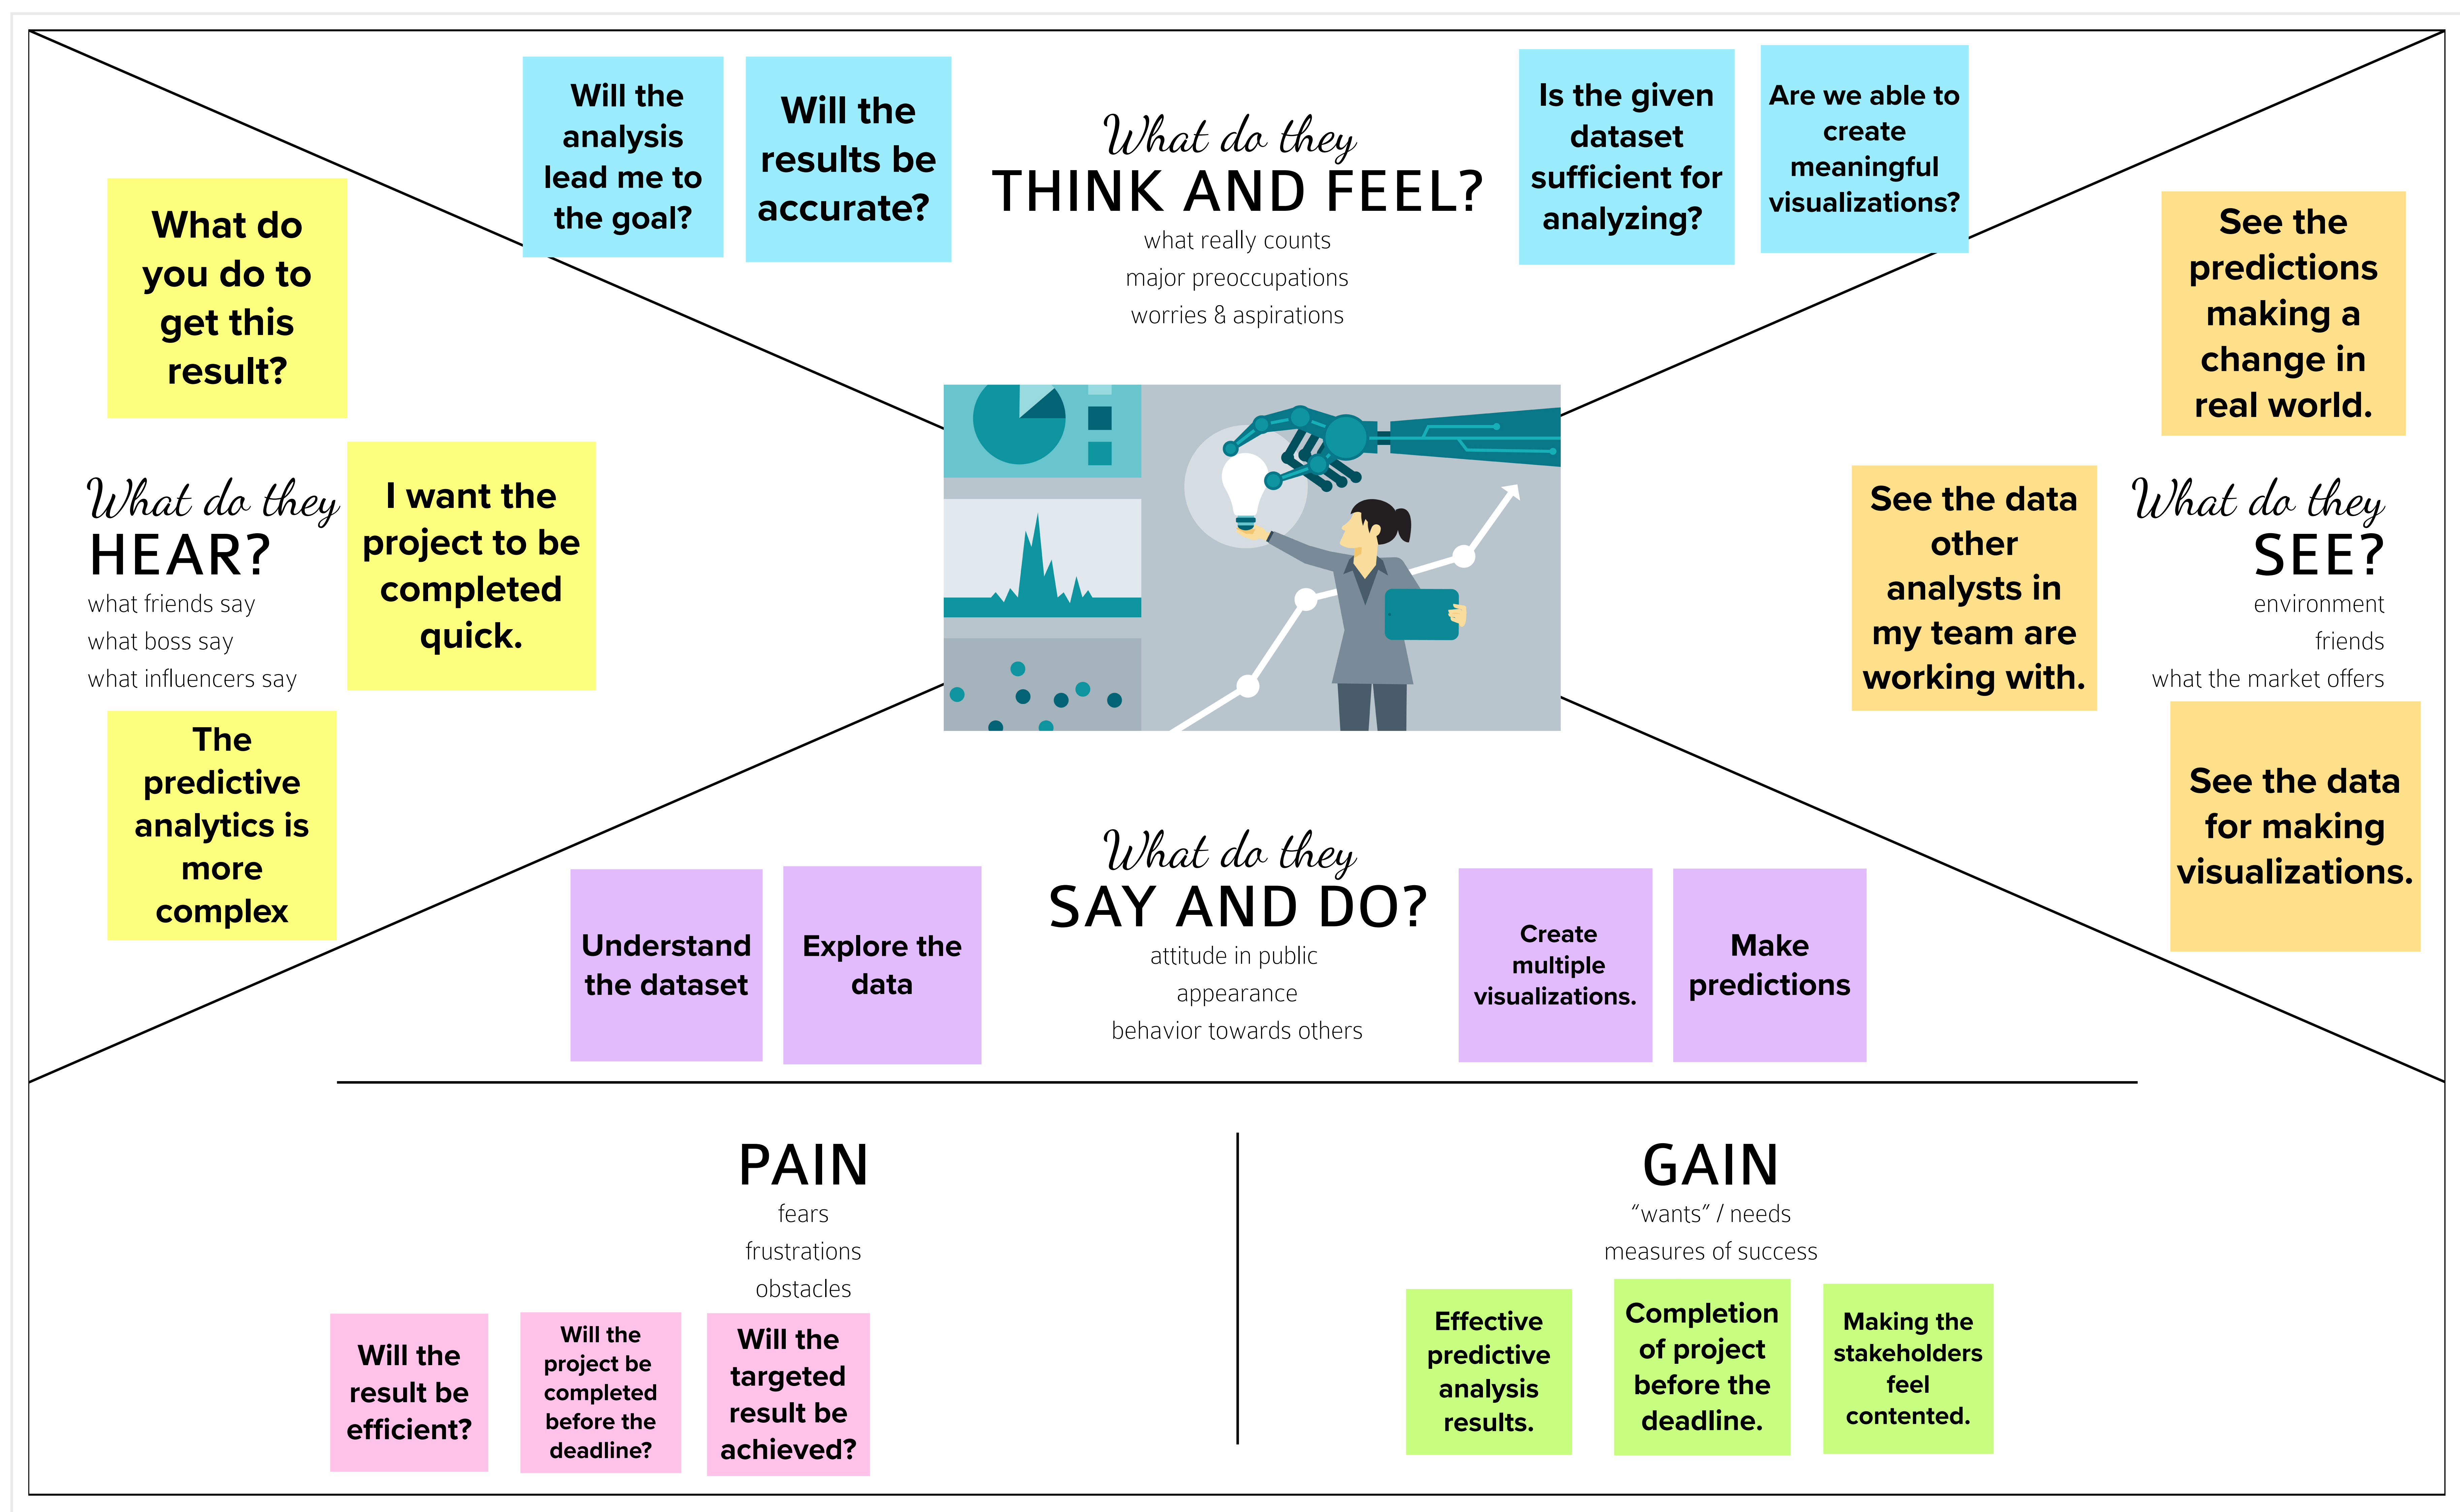 Will the
analysis
lead me to
the goal?
Will the
results be
accurate?
What do they
THINK AND FEEL?
what really counts
major preoccupations
worries & aspirations
Is the given
dataset
sufficient for
analyzing?
Are we able to
create
meaningful
visualizations?
What do
you do to
get this
result?
What do they
HEAR?
what friends say
what boss say
what influencers say
I want the
project to be
completed
quick.
The
predictive
analytics is
more
complex
See the
predictions
making a
change in
real world.
See the data
other
analysts in
my team are
working with.
What do they
SEE?
environment
friends
what the market offers
See the data
for making
visualizations.
Understand
the dataset
Explore the
data
What do they
SAY AND DO?
attitude in public
appearance
behavior towards others
Create
multiple
visualizations.
Make
predictions
PAIN
fears
frustrations
obstacles
Will the
result be
efficient?
Will the
project be
completed
before the
deadline?
Will the
targeted
result be
achieved?
GAIN
“wants” / needs
measures of success
Effective
predictive
analysis
results.
Completion
of project
before the
deadline.
Making the
stakeholders
feel
contented.